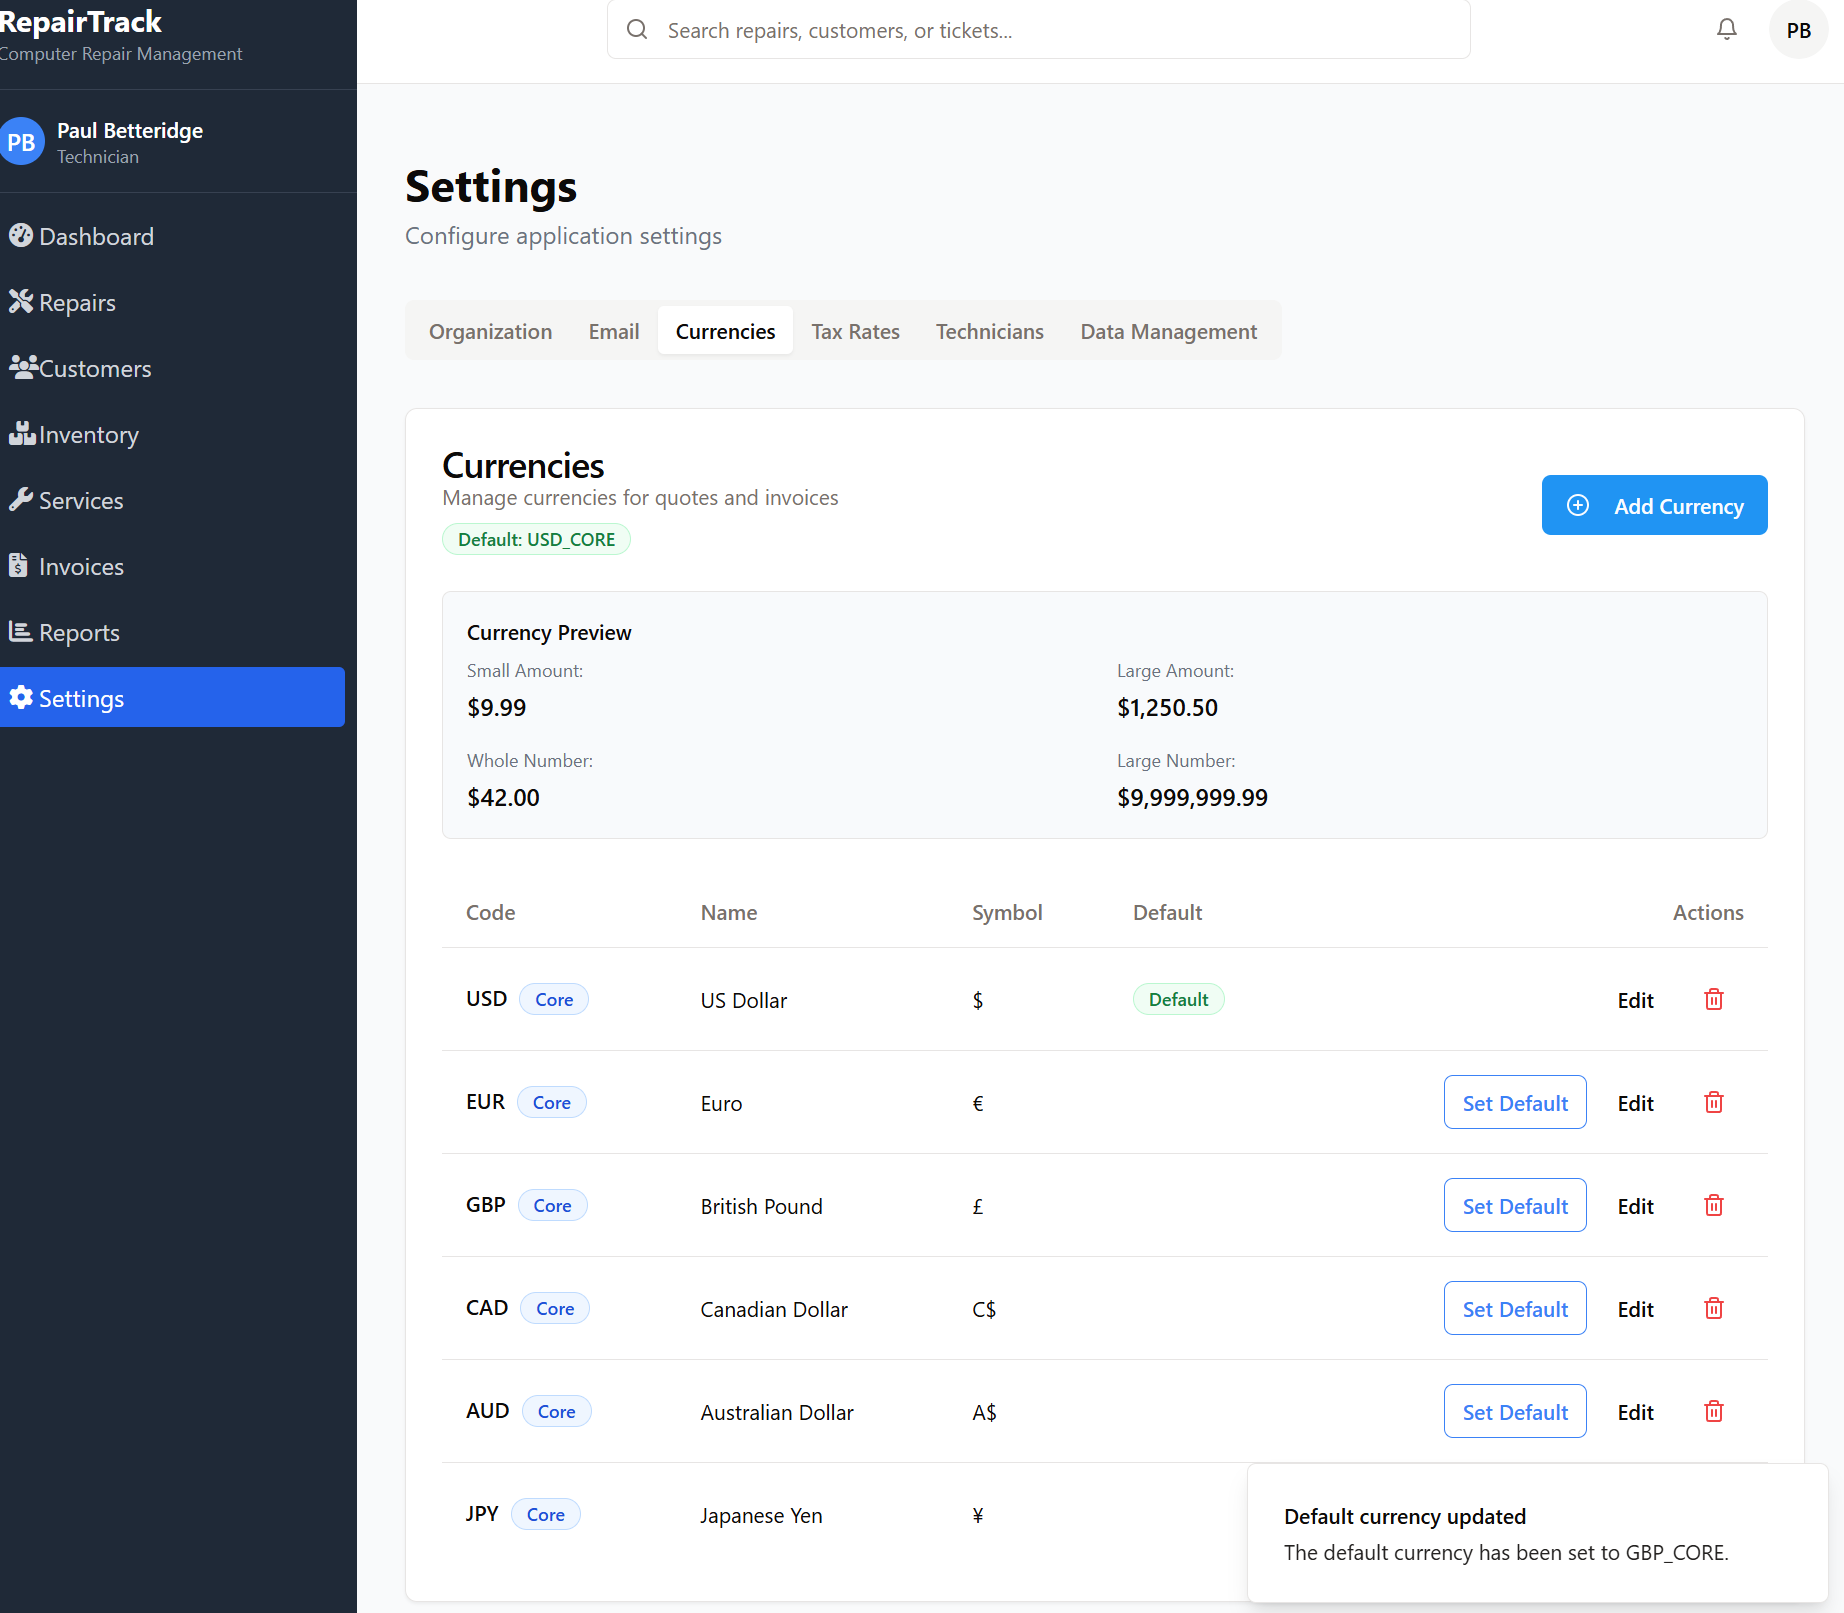 RepairTrack
Computer Repair Management
PB
Paul Betteridge
Technician
Dashboard
Repairs
Customers
Inventory
Services
Invoices
Reports
Settings
Search repairs, customers, or tickets...
PB
Settings
Configure application settings
Organization Email Currencies Tax Rates Technicians Data Management
Currencies
Manage currencies for quotes and invoices
Default: USD_CORE
Add Currency
Currency Preview
Small Amount: Large Amount:
$9.99 $1,250.50
Whole Number: Large Number:
$42.00 $9,999,999.99
Code Name Symbol Default Actions
USD Core US Dollar $ Default Edit
EUR Core Euro € Set Default Edit
GBP Core British Pound £ Set Default Edit
CAD Core Canadian Dollar C$ Set Default Edit
AUD Core Australian Dollar A$ Set Default Edit
JPY Core Japanese Yen ¥
Default currency updated
The default currency has been set to GBP_CORE.